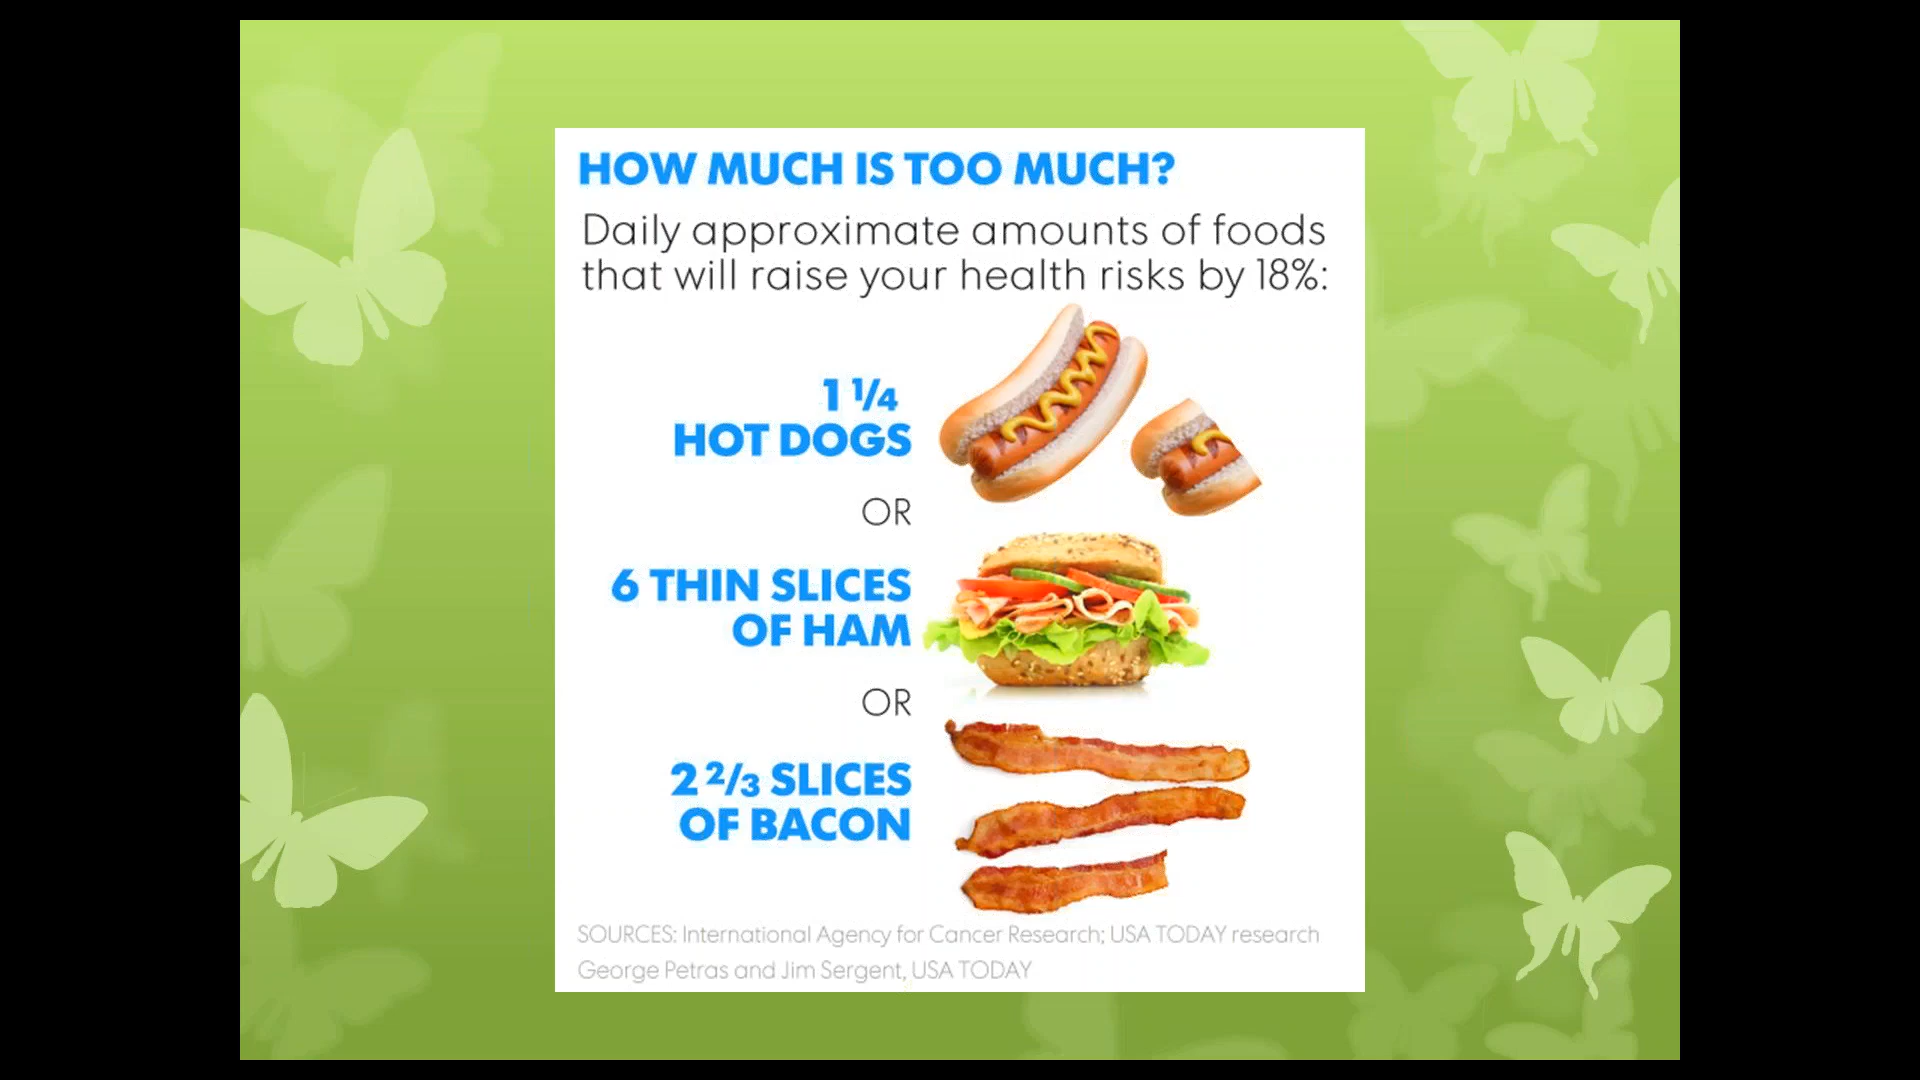 HOW MUCH IS TOO MUCH?
Daily approximate amounts of foods
that will raise your health risks by 18%:
1 1/4
HOT DOGS
OR
6 THIN SLICES
OF HAM
OR
2 2/3 SLICES
OF BACON
SOURCES: International Agency for Cancer Research; USA TODAY research
George Petras and Jim Sergent, USA TODAY